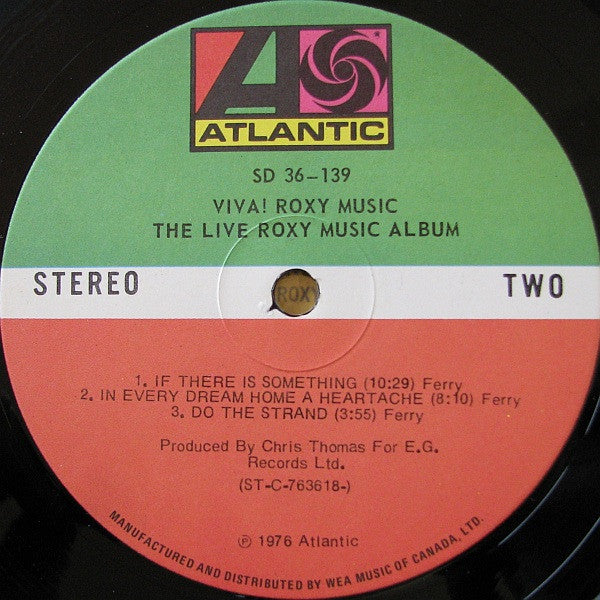 ATLANTIC
SD 36-139
VIVA! ROXY MUSIC
THE LIVE ROXY MUSIC ALBUM
STEREO
TWO
ROXY
1. IF THERE IS SOMETHING (10:29) Ferry
2. IN EVERY DREAM HOME A HEARTACHE (8:10) Ferry
3. DO THE STRAND (3:55) Ferry
Produced By Chris Thomas For E.G.
Records Ltd.
(ST-C-763618-)
℗ 1976 Atlantic
MANUFACTURED AND DISTRIBUTED BY WEA MUSIC OF CANADA, LTD.